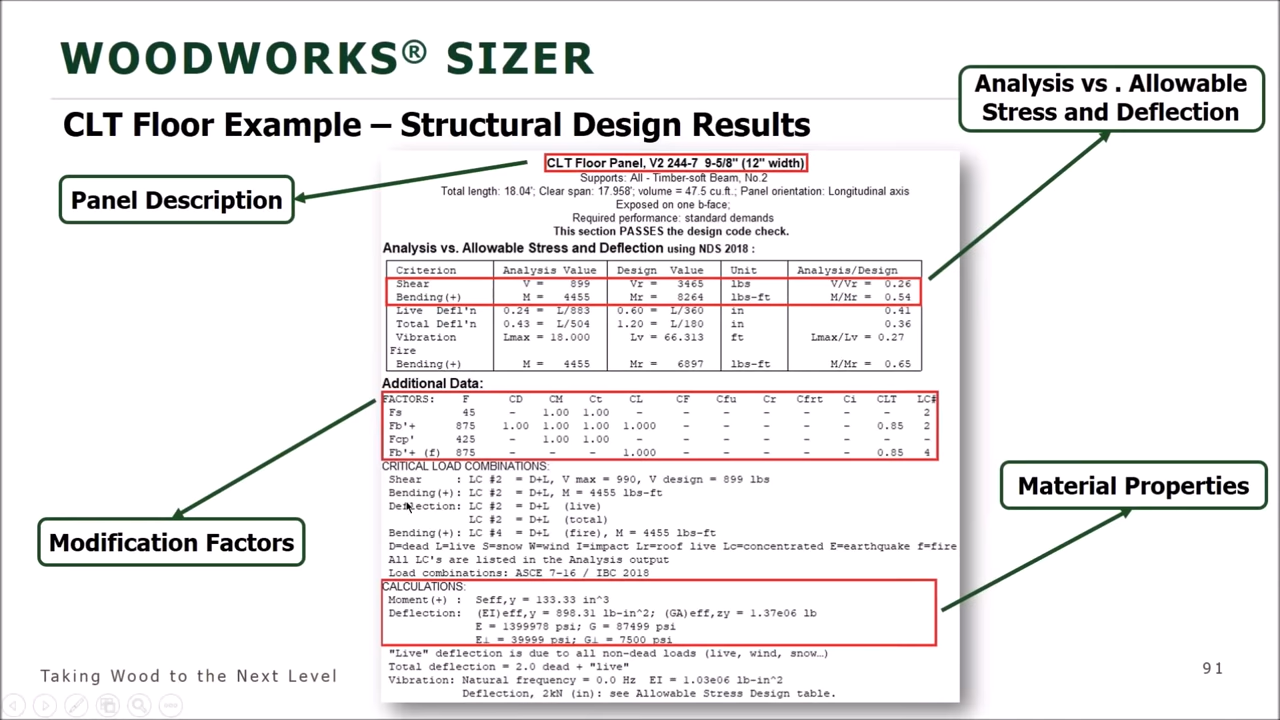 WOODWORKS® SIZER
CLT Floor Example – Structural Design Results
Analysis vs . Allowable
Stress and Deflection
Panel Description
Modification Factors
Material Properties
CLT Floor Panel, V2 244-7 9-5/8" (12" width)
Supports: All - Timber-soft Beam, No.2
Total length: 18.04'; Clear span: 17.958'; volume = 47.5 cu.ft.; Panel orientation: Longitudinal axis
Exposed on one b-face;
Required performance: standard demands
This section PASSES the design code check.
Analysis vs. Allowable Stress and Deflection using NDS 2018 :
Criterion Analysis Value Design Value Unit Analysis/Design
Shear V = 899 Vr = 3465 lbs V/Vr = 0.26
Bending(+) M = 4455 Mr = 8264 lbs-ft M/Mr = 0.54
Live Defl'n 0.24 = L/883 0.60 = L/360 in 0.41
Total Defl'n 0.43 = L/504 1.20 = L/180 in 0.36
Vibration Lmax = 18.000 Lv = 66.313 ft Lmax/Lv = 0.27
Fire
Bending(+) M = 4455 Mr = 6897 lbs-ft M/Mr = 0.65
Additional Data:
FACTORS: F CD CM Ct CL CF Cfu Cr Cfrt Ci CLT LC#
Fs 45 - 1.00 1.00 - - - - - - - 2
Fb'+ 875 1.00 1.00 1.00 1.000 - - - - - 0.85 2
Fcp' 425 - 1.00 1.00 - - - - - - - -
Fb'+ (f) 875 - - - 1.000 - - - - - 0.85 4
CRITICAL LOAD COMBINATIONS:
Shear : LC #2 = D+L, V max = 990, V design = 899 lbs
Bending(+): LC #2 = D+L, M = 4455 lbs-ft
Deflection: LC #2 = D+L (live)
LC #2 = D+L (total)
Bending(+): LC #4 = D+L (fire), M = 4455 lbs-ft
D=dead L=live S=snow W=wind I=impact Lr=roof live Lc=concentrated E=earthquake f=fire
All LC's are listed in the Analysis output
Load combinations: ASCE 7-16 / IBC 2018
CALCULATIONS:
Moment(+) : Seff,y = 133.33 in^3
Deflection: (EI)eff,y = 898.31 lb-in^2; (GA)eff,zy = 1.37e06 lb
E = 1399978 psi; G = 87499 psi
E⊥ = 39999 psi; G⊥ = 7500 psi
"Live" deflection is due to all non-dead loads (live, wind, snow…)
Total deflection = 2.0 dead + "live"
Vibration: Natural frequency = 0.0 Hz EI = 1.03e06 lb-in^2
Deflection, 2kN (in): see Allowable Stress Design table.
Taking Wood to the Next Level
91